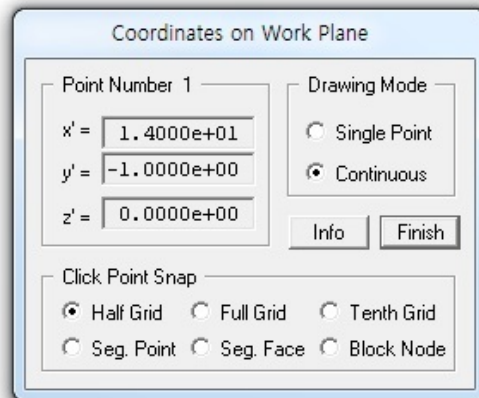 Coordinates on Work Plane
Point Number 1
x' = 1.4000e+01
y' = -1.0000e+00
z' = 0.0000e+00
Drawing Mode
Single Point
Continuous
Info Finish
Click Point Snap
Half Grid Full Grid Tenth Grid
Seg. Point Seg. Face Block Node